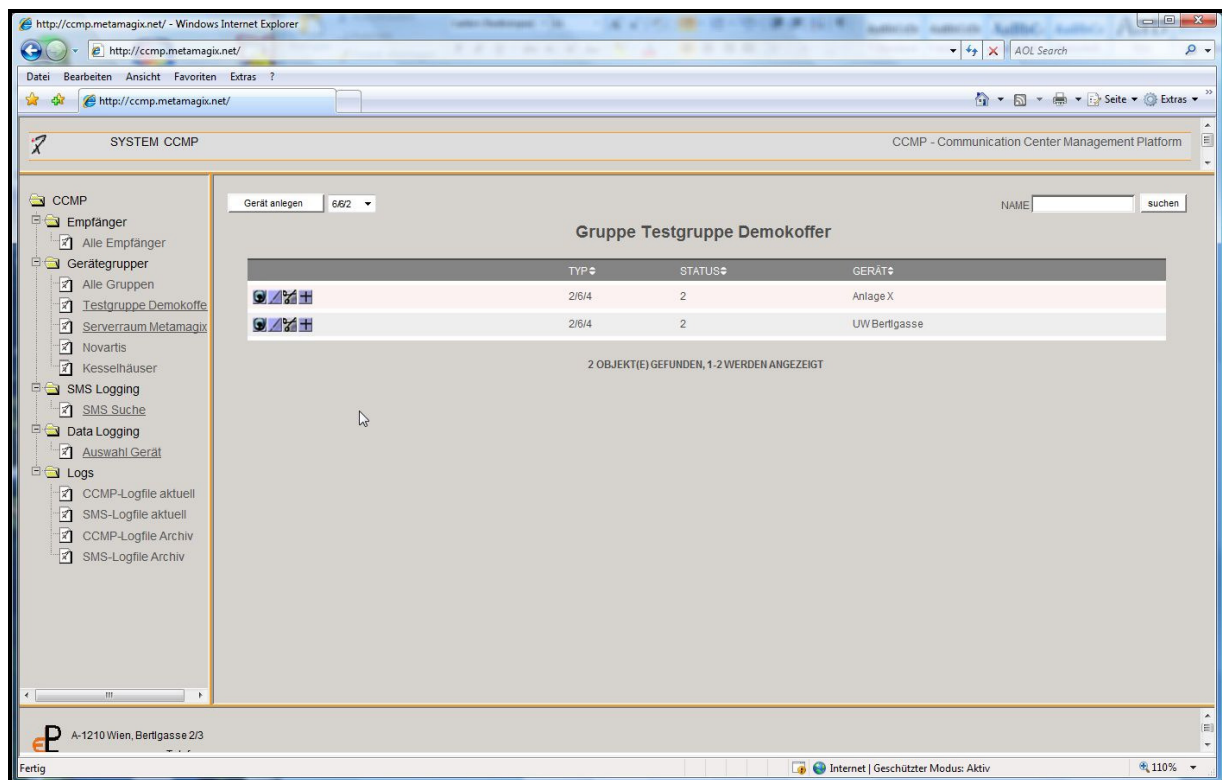 http://ccmp.metamagix.net/ - Windows Internet Explorer
http://ccmp.metamagix.net/
AOL Search
Datei Bearbeiten Ansicht Favoriten Extras ?
http://ccmp.metamagix.net/
Seite Extras
SYSTEM CCMP
CCMP - Communication Center Management Platform
CCMP
Empfänger
Alle Empfänger
Gerätegrupper
Alle Gruppen
Testgruppe Demokoffe
Serverraum Metamagix
Novartis
Kesselhäuser
SMS Logging
SMS Suche
Data Logging
Auswahl Gerät
Logs
CCMP-Logfile aktuell
SMS-Logfile aktuell
CCMP-Logfile Archiv
SMS-Logfile Archiv
Gerät anlegen 6/6/2
NAME suchen
Gruppe Testgruppe Demokoffer
TYP STATUS GERÄT
2/6/4 2 Anlage X
2/6/4 2 UW Bertlgasse
2 OBJEKT(E) GEFUNDEN, 1-2 WERDEN ANGEZEIGT
eP
A-1210 Wien, Bertlgasse 2/3
Fertig
Internet | Geschützter Modus: Aktiv
110%